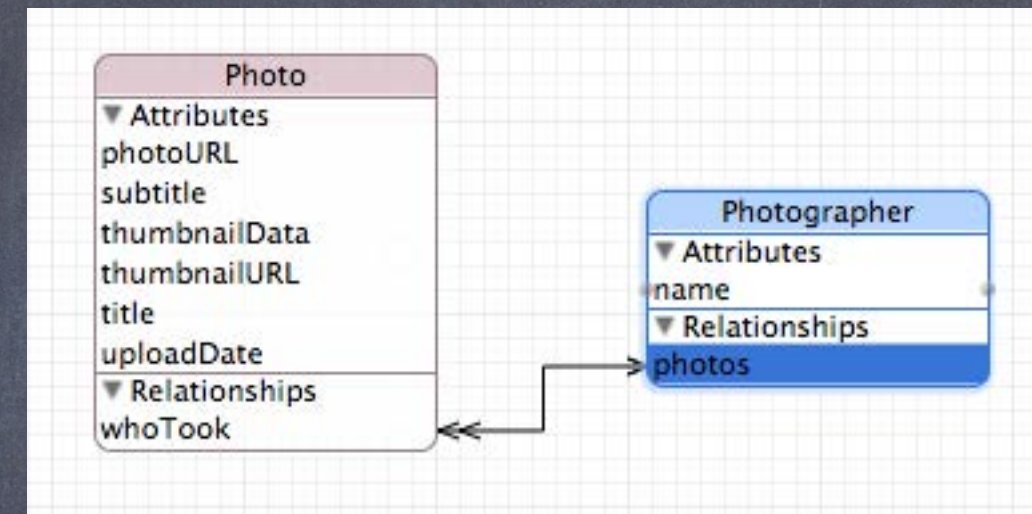 Photo
Attributes
photoURL
subtitle
thumbnailData
thumbnailURL
title
uploadDate
Relationships
whoTook
Photographer
Attributes
name
Relationships
photos